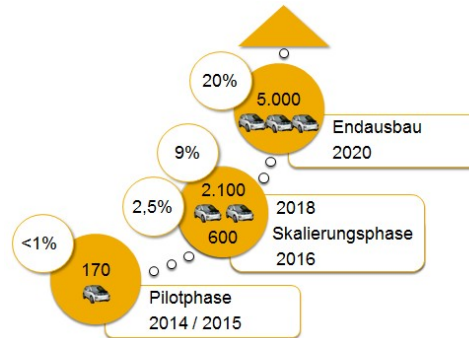 20%
5.000
Endausbau
2020
9%
2.100
2,5%
600
2018
Skalierungsphase
2016
<1%
170
Pilotphase
2014 / 2015